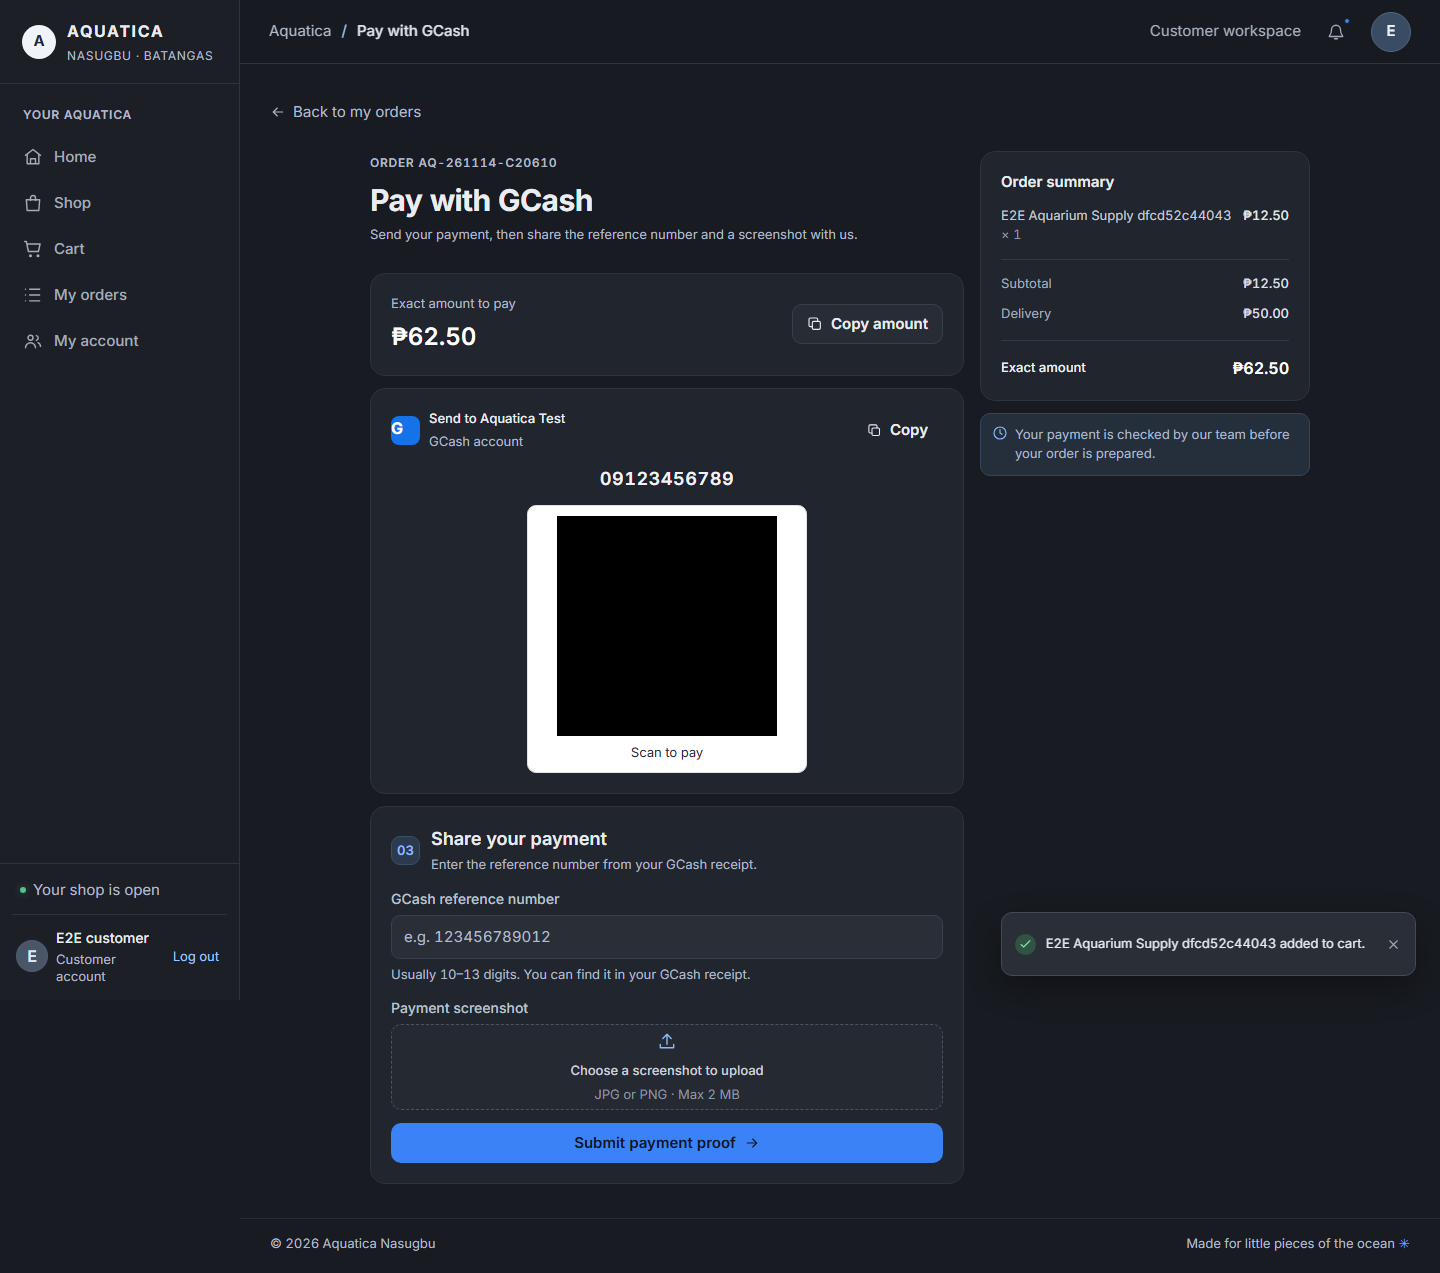 A
AQUATICA
NASUGBU · BATANGAS
YOUR AQUATICA
Home
Shop
Cart
My orders
My account
Your shop is open
E
E2E customer
Customer
account
Log out
Aquatica / Pay with GCash
Customer workspace
E
← Back to my orders
ORDER AQ-261114-C20610
Pay with GCash
Send your payment, then share the reference number and a screenshot with us.
Exact amount to pay
₱62.50
Copy amount
G
Send to Aquatica Test
GCash account
Copy
09123456789
Scan to pay
03
Share your payment
Enter the reference number from your GCash receipt.
GCash reference number
e.g. 123456789012
Usually 10–13 digits. You can find it in your GCash receipt.
Payment screenshot
Choose a screenshot to upload
JPG or PNG · Max 2 MB
Submit payment proof →
Order summary
E2E Aquarium Supply dfcd52c44043 ₱12.50
× 1
Subtotal ₱12.50
Delivery ₱50.00
Exact amount ₱62.50
Your payment is checked by our team before
your order is prepared.
E2E Aquarium Supply dfcd52c44043 added to cart.
© 2026 Aquatica Nasugbu
Made for little pieces of the ocean ✳